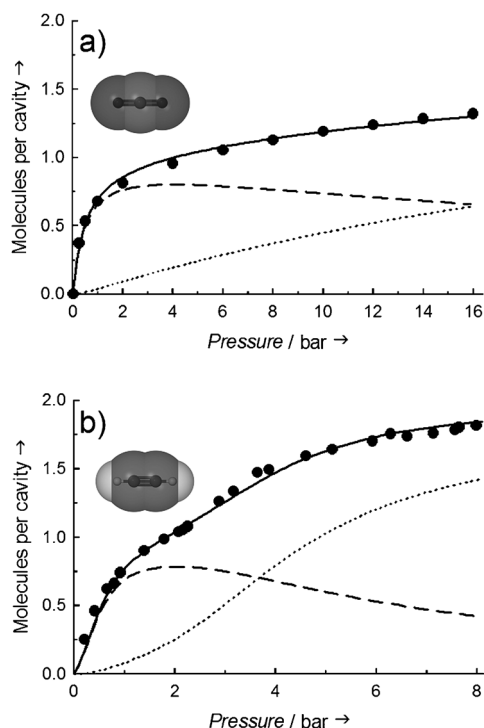 a)
2.0
1.5
1.0
0.5
0.0
Molecules per cavity →
0 2 4 6 8 10 12 14 16
Pressure / bar →
b)
2.0
1.5
1.0
0.5
0.0
Molecules per cavity →
0 2 4 6 8
Pressure / bar →